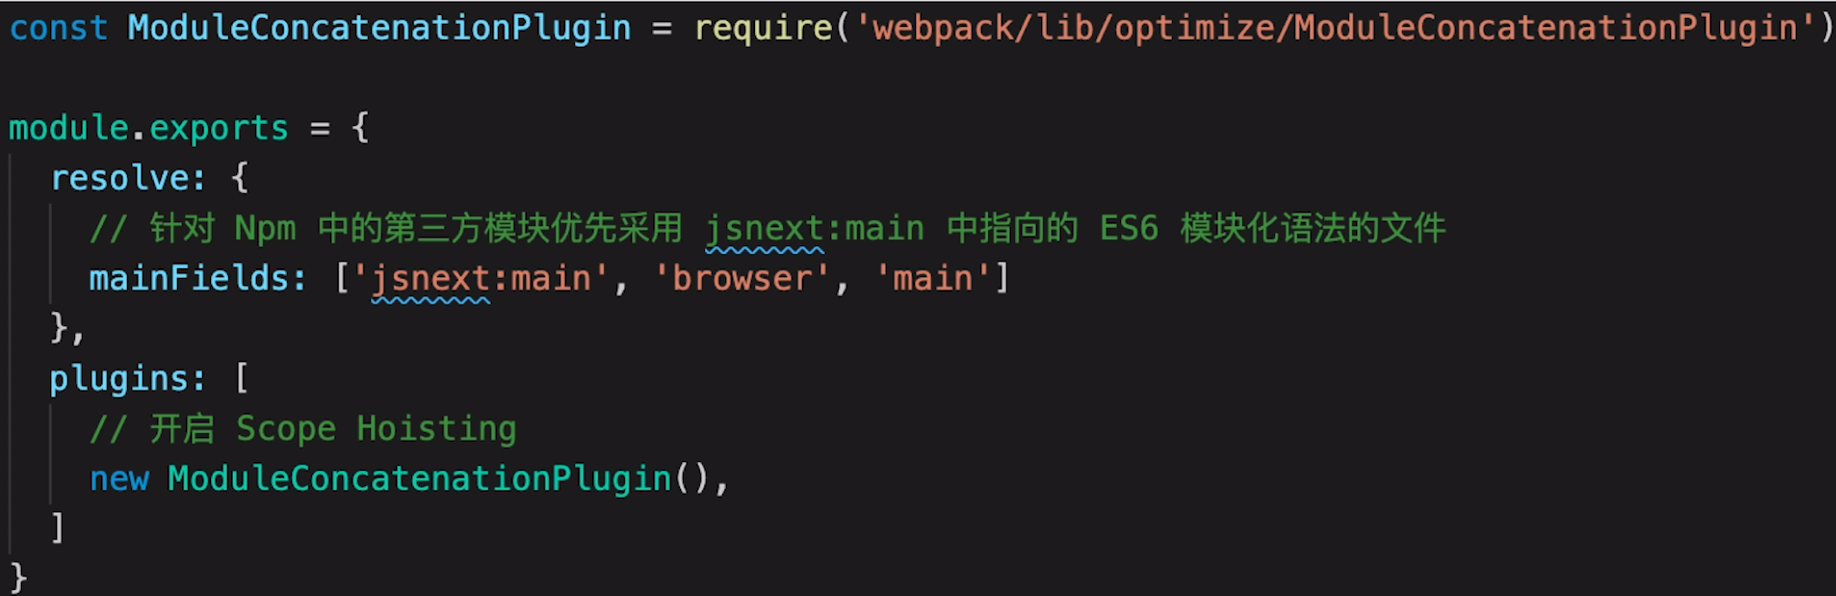 const ModuleConcatenationPlugin = require('webpack/lib/optimize/ModuleConcatenationPlugin')
module.exports = {
  resolve: {
    // 针对 Npm 中的第三方模块优先采用 jsnext:main 中指向的 ES6 模块化语法的文件
    mainFields: ['jsnext:main', 'browser', 'main']
  },
  plugins: [
    // 开启 Scope Hoisting
    new ModuleConcatenationPlugin(),
  ]
}